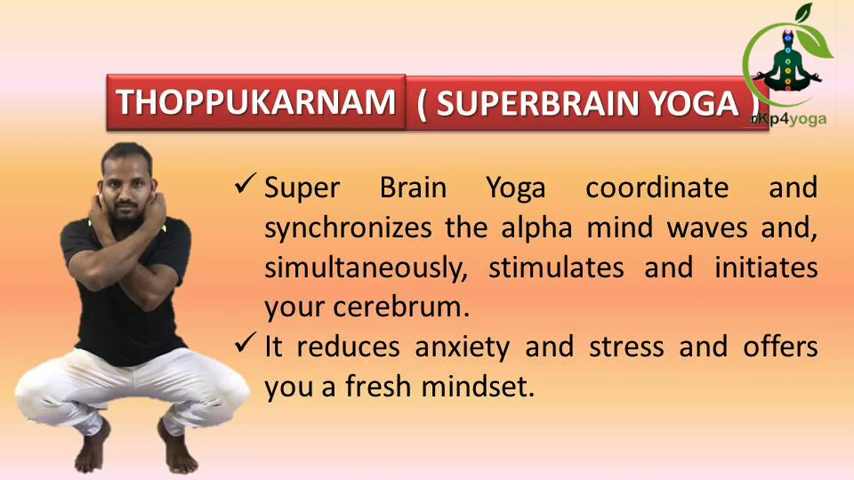 THOPPUKARNAM ( SUPERBRAIN YOGA )
rKp4yoga
✓ Super Brain Yoga coordinate and
synchronizes the alpha mind waves and,
simultaneously, stimulates and initiates
your cerebrum.
✓ It reduces anxiety and stress and offers
you a fresh mindset.